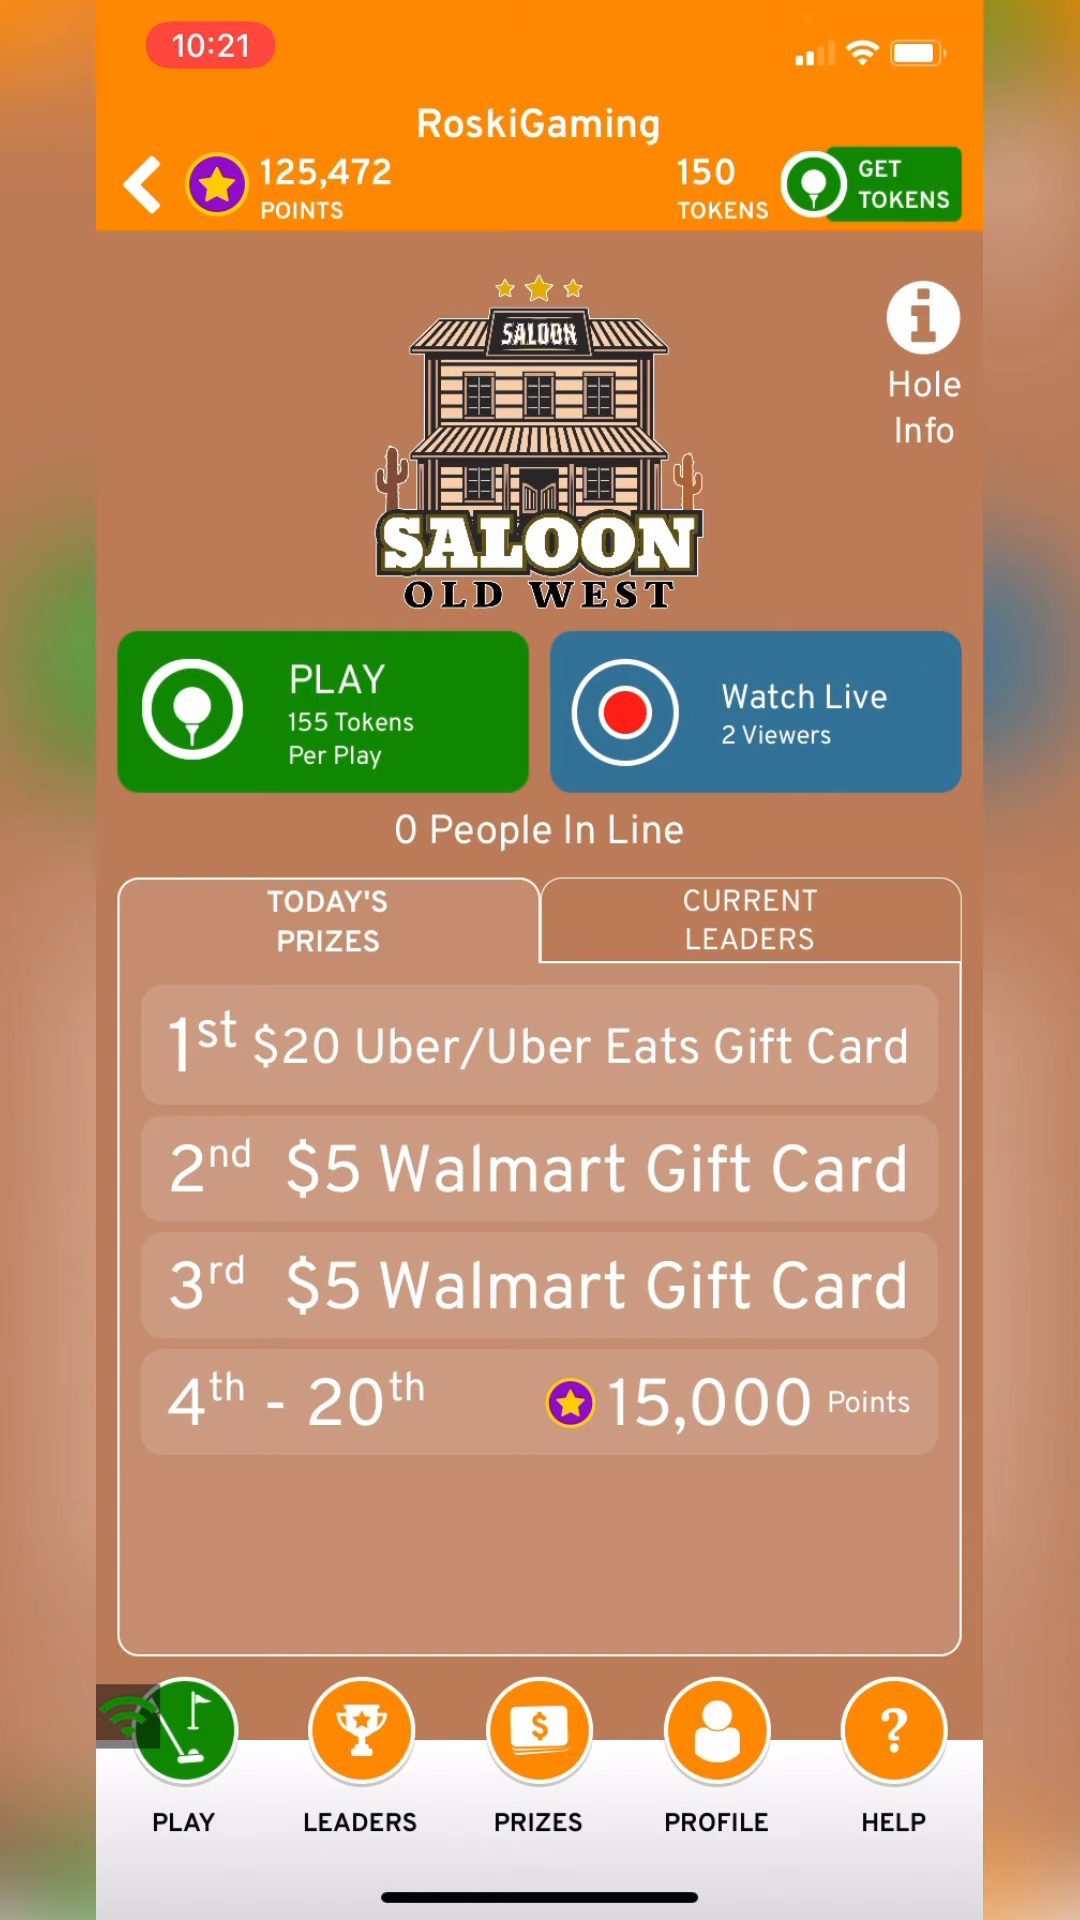 10:21
RoskiGaming
125,472
POINTS
150
TOKENS
GET
TOKENS
SALOON
SALOON
OLD WEST
Hole
Info
PLAY
155 Tokens
Per Play
Watch Live
2 Viewers
0 People In Line
TODAY'S
PRIZES
CURRENT
LEADERS
1st $20 Uber/Uber Eats Gift Card
2nd $5 Walmart Gift Card
3rd $5 Walmart Gift Card
4th - 20th 15,000 Points
PLAY
LEADERS
PRIZES
PROFILE
HELP